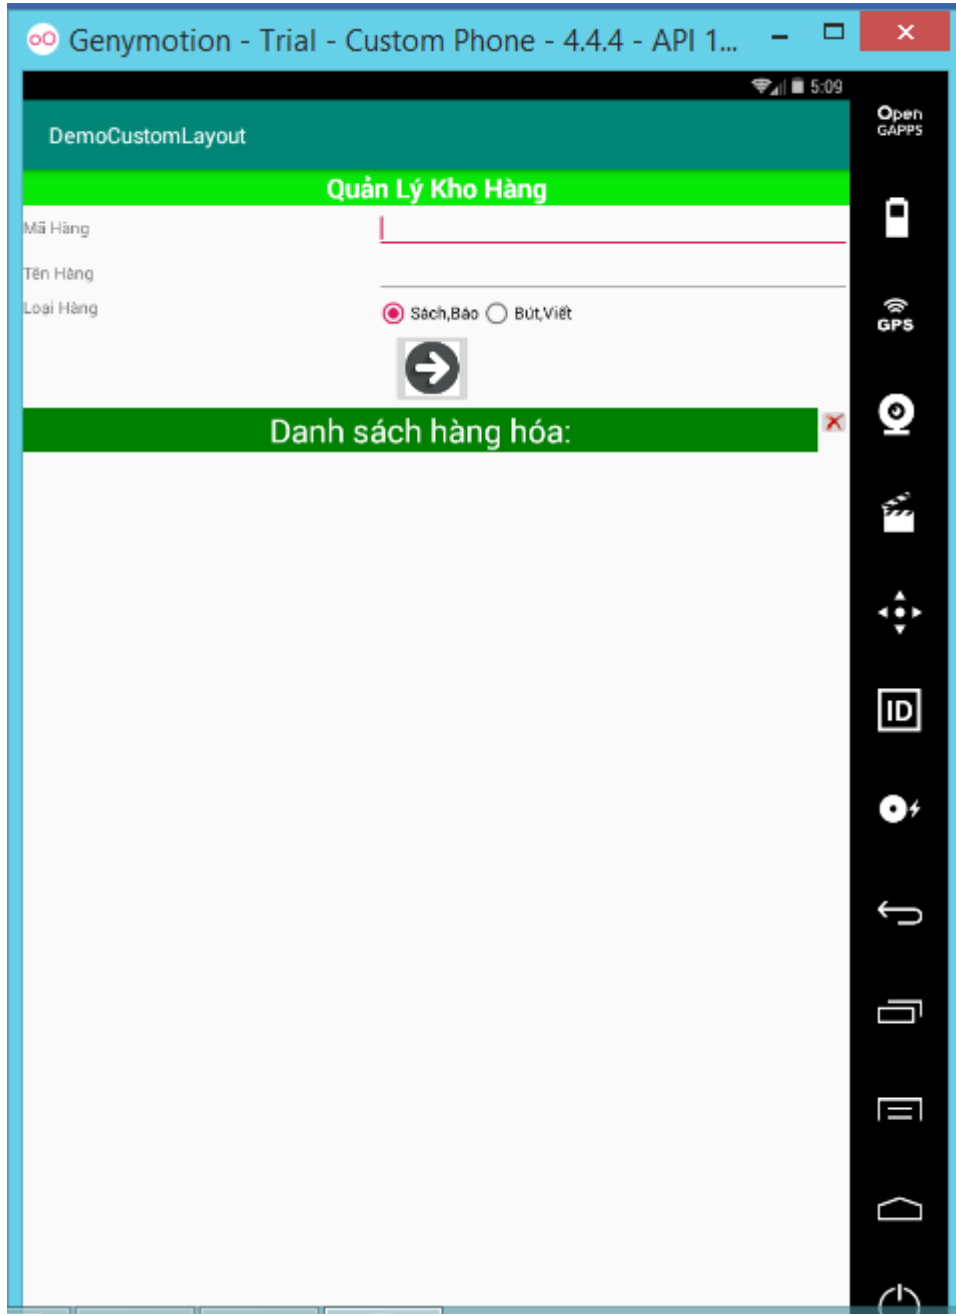 Genymotion - Trial - Custom Phone - 4.4.4 - API 1...
5:09
Open
GAPPS
DemoCustomLayout
Quản Lý Kho Hàng
Mã Hàng
Tên Hàng
GPS
Loại Hàng
Sách,Báo Bút,Viết
Danh sách hàng hóa:
ID